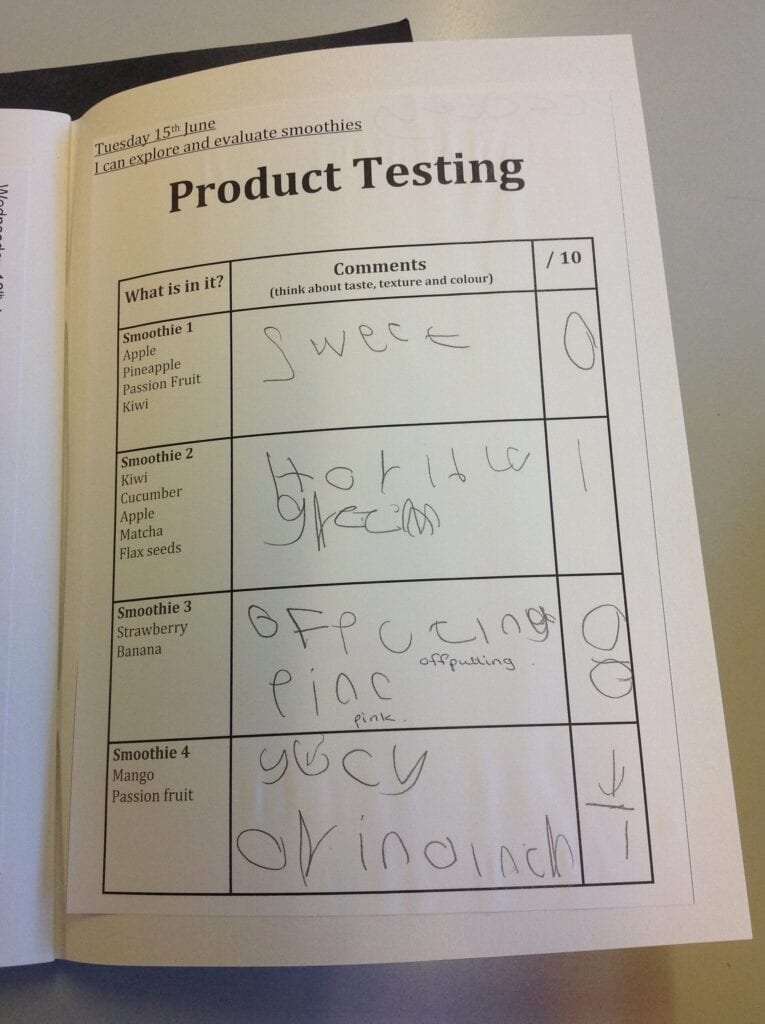 Tuesday 15th June
I can explore and evaluate smoothies
Product Testing
What is in it?
Comments
(think about taste, texture and colour)
/ 10
Smoothie 1
Apple
Pineapple
Passion Fruit
Kiwi
Sweet
0
Smoothie 2
Kiwi
Cucumber
Apple
Matcha
Flax seeds
green
1
Smoothie 3
Strawberry
Banana
offputing
offputting.
pinc
pink.
0
Smoothie 4
Mango
Passion fruit
yucy
1